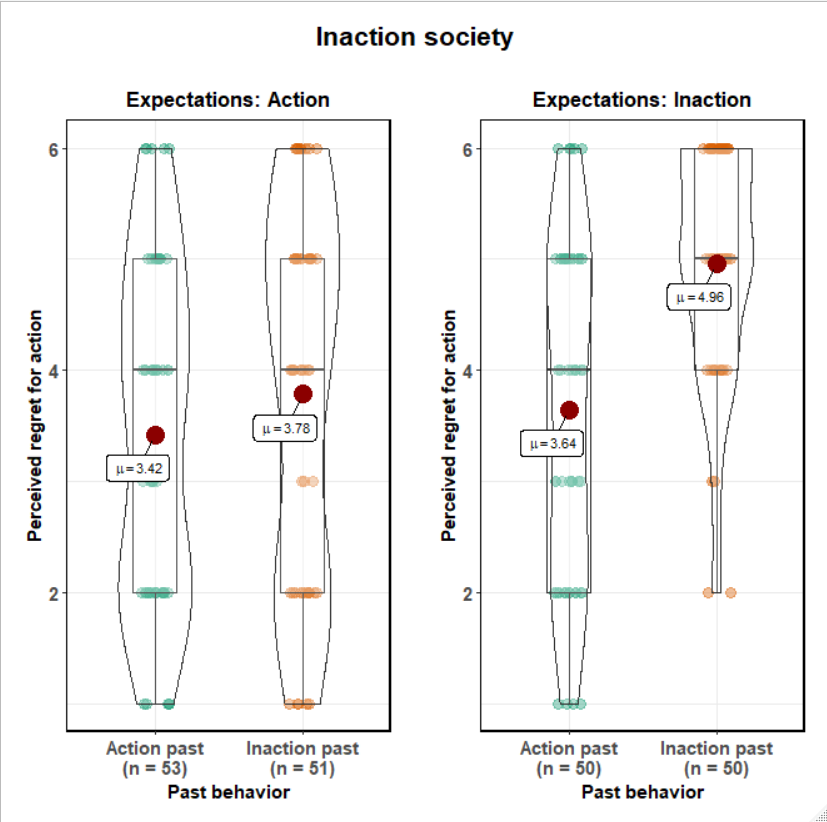 Inaction society
Expectations: Action
Perceived regret for action
6
4
2
μ = 3.42
μ = 3.78
Action past
(n = 53)
Inaction past
(n = 51)
Past behavior
Expectations: Inaction
Perceived regret for action
6
4
2
μ = 3.64
μ = 4.96
Action past
(n = 50)
Inaction past
(n = 50)
Past behavior